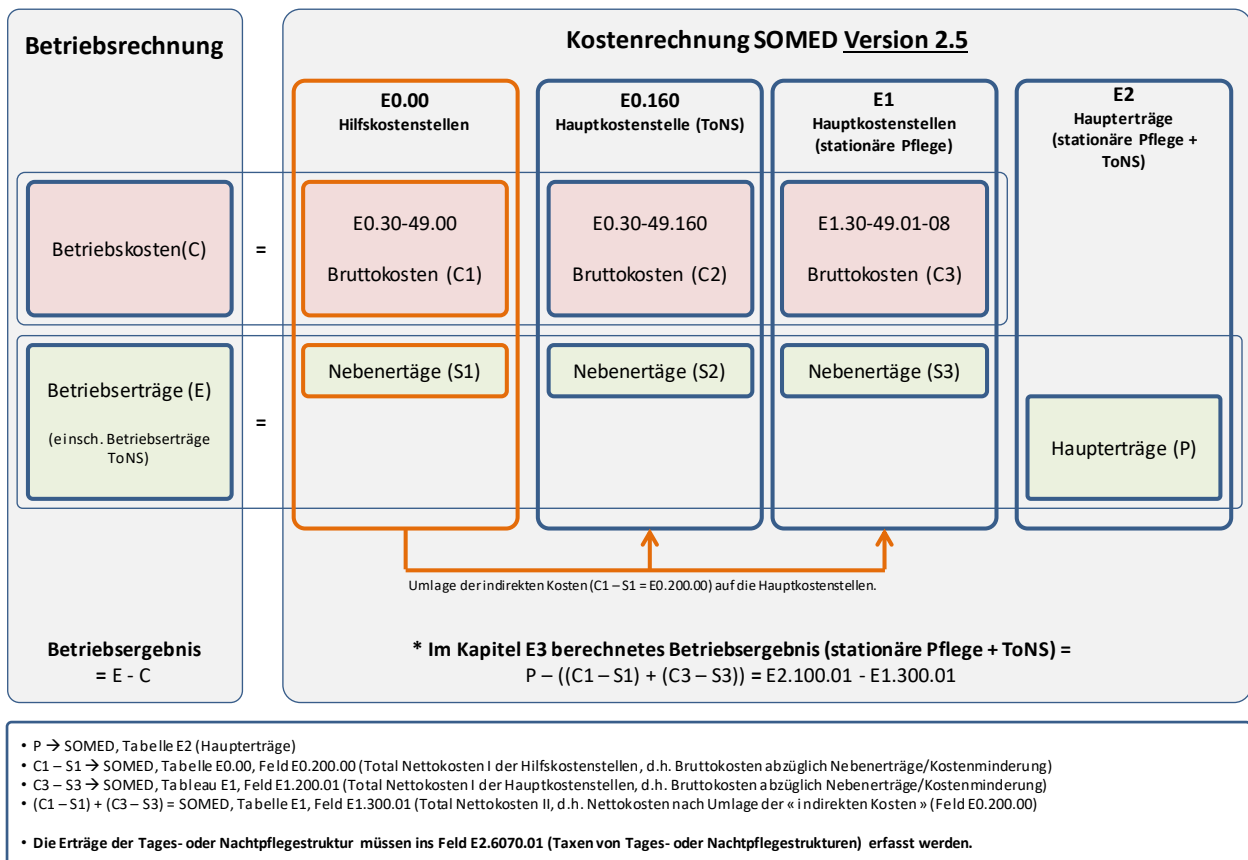 Betriebsrechnung
Kostenrechnung SOMED Version 2.5
E0.00
Hilfskostenstellen
E0.160
Hauptkostenstelle (ToNS)
E1
Hauptkostenstellen
(stationäre Pflege)
E2
Haupterträge
(stationäre Pflege +
ToNS)
Betriebskosten(C)
=
E0.30-49.00
Bruttokosten (C1)
E0.30-49.160
Bruttokosten (C2)
E1.30-49.01-08
Bruttokosten (C3)
Betriebserträge (E)
(einsch. Betriebserträge
ToNS)
=
Nebenertäge (S1)
Nebenertäge (S2)
Nebenertäge (S3)
Haupterträge (P)
Umlage der indirekten Kosten (C1 – S1 = E0.200.00) auf die Hauptkostenstellen.
Betriebsergebnis
= E - C
* Im Kapitel E3 berechnetes Betriebsergebnis (stationäre Pflege + ToNS) =
P – ((C1 – S1) + (C3 – S3)) = E2.100.01 - E1.300.01
• P → SOMED, Tabelle E2 (Haupterträge)
• C1 – S1 → SOMED, Tabelle E0.00, Feld E0.200.00 (Total Nettokosten I der Hilfskostenstellen, d.h. Bruttokosten abzüglich Nebenerträge/Kostenminderung)
• C3 – S3 → SOMED, Tableau E1, Feld E1.200.01 (Total Nettokosten I der Hauptkostenstellen, d.h. Bruttokosten abzüglich Nebenerträge/Kostenminderung)
• (C1 – S1) + (C3 – S3) = SOMED, Tabelle E1, Feld E1.300.01 (Total Nettokosten II, d.h. Nettokosten nach Umlage der « indirekten Kosten » (Feld E0.200.00)
• Die Erträge der Tages- oder Nachtpflegestruktur müssen ins Feld E2.6070.01 (Taxen von Tages- oder Nachtpflegestrukturen) erfasst werden.